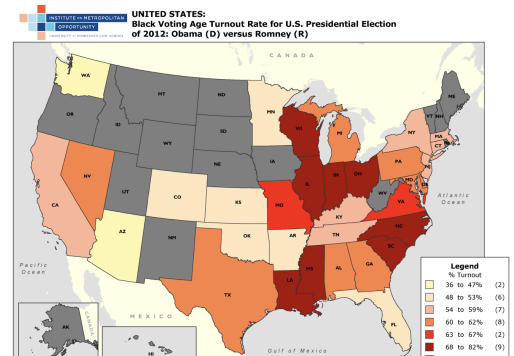 INSTITUTE ON METROPOLITAN
OPPORTUNITY
UNIVERSITY OF MINNESOTA LAW SCHOOL
UNITED STATES:
Black Voting Age Turnout Rate for U.S. Presidential Election
of 2012: Obama (D) versus Romney (R)
CANADA
WA
MT
ND
MN
ME
OR
ID
SD
WI
MI
VT NH
NY
MA
CT
WY
NE
IA
PA
NJ
NV
UT
CO
KS
MO
IL
IN
OH
WV
MD
DE
VA
CA
KY
Atlantic
Ocean
AZ
NM
OK
AR
TN
NC
SC
TX
LA
MS
AL
GA
FL
Pacific
Ocean
MEXICO
Gulf of Mexico
AK
CANADA
HI
Legend
% Turnout
36 to 47% (2)
48 to 53% (6)
54 to 59% (7)
60 to 62% (8)
63 to 67% (2)
68 to 82% (9)